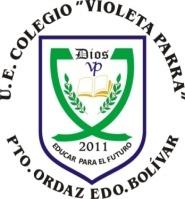 U.E. COLEGIO "VIOLETA PARRA"
Dios
VP
2011
EDUCAR PARA EL FUTURO
PTO. ORDAZ EDO. BOLÍVAR